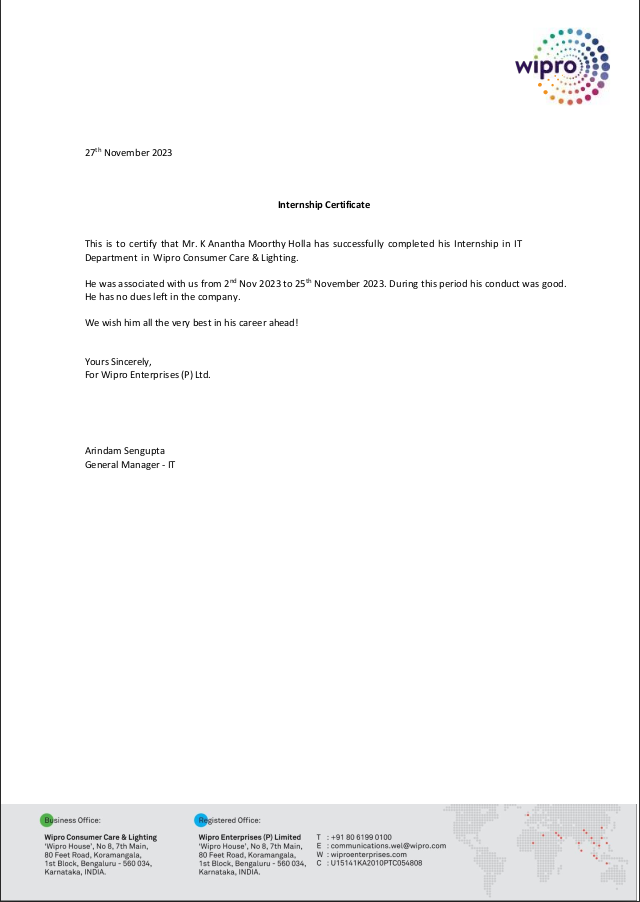 wipro
27th November 2023
Internship Certificate
This is to certify that Mr. K Anantha Moorthy Holla has successfully completed his Internship in IT
Department in Wipro Consumer Care & Lighting.
He was associated with us from 2nd Nov 2023 to 25th November 2023. During this period his conduct was good.
He has no dues left in the company.
We wish him all the very best in his career ahead!
Yours Sincerely,
For Wipro Enterprises (P) Ltd.
Arindam Sengupta
General Manager - IT
Business Office:
Wipro Consumer Care & Lighting
'Wipro House', No 8, 7th Main,
80 Feet Road, Koramangala,
1st Block, Bengaluru - 560 034,
Karnataka, INDIA.
Registered Office:
Wipro Enterprises (P) Limited
'Wipro House', No 8, 7th Main,
80 Feet Road, Koramangala,
1st Block, Bengaluru - 560 034,
Karnataka, INDIA.
T : +91 80 6199 0100
E : communications.wel@wipro.com
W : wiproenterprises.com
C : U15141KA2010PTC054808